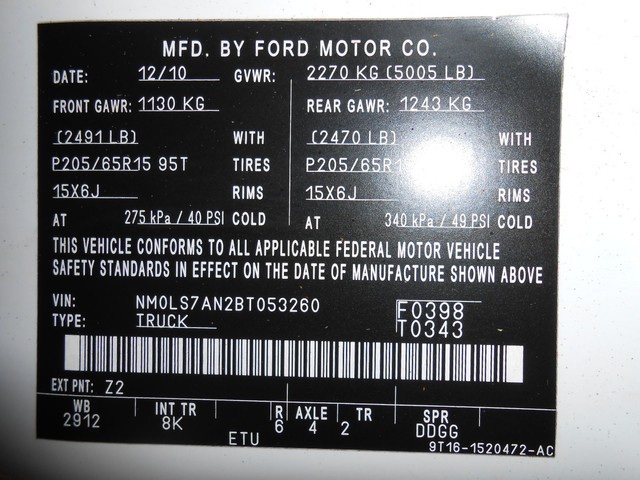 MFD. BY FORD MOTOR CO.
DATE: 12/10 GVWR: 2270 KG (5005 LB)
FRONT GAWR: 1130 KG REAR GAWR: 1243 KG
(2491 LB) WITH (2470 LB) WITH
P205/65R15 95T TIRES P205/65R1 TIRES
15X6J RIMS 15X6J RIMS
AT 275 kPa / 40 PSI COLD AT 340 kPa / 49 PSI COLD
THIS VEHICLE CONFORMS TO ALL APPLICABLE FEDERAL MOTOR VEHICLE
SAFETY STANDARDS IN EFFECT ON THE DATE OF MANUFACTURE SHOWN ABOVE
VIN: NM0LS7AN2BT053260 F0398
TYPE: TRUCK T0343
EXT PNT: Z2
WB INT TR R AXLE TR SPR
2912 8K 6 4 2 DDGG
ETU 9T16-1520472-AC